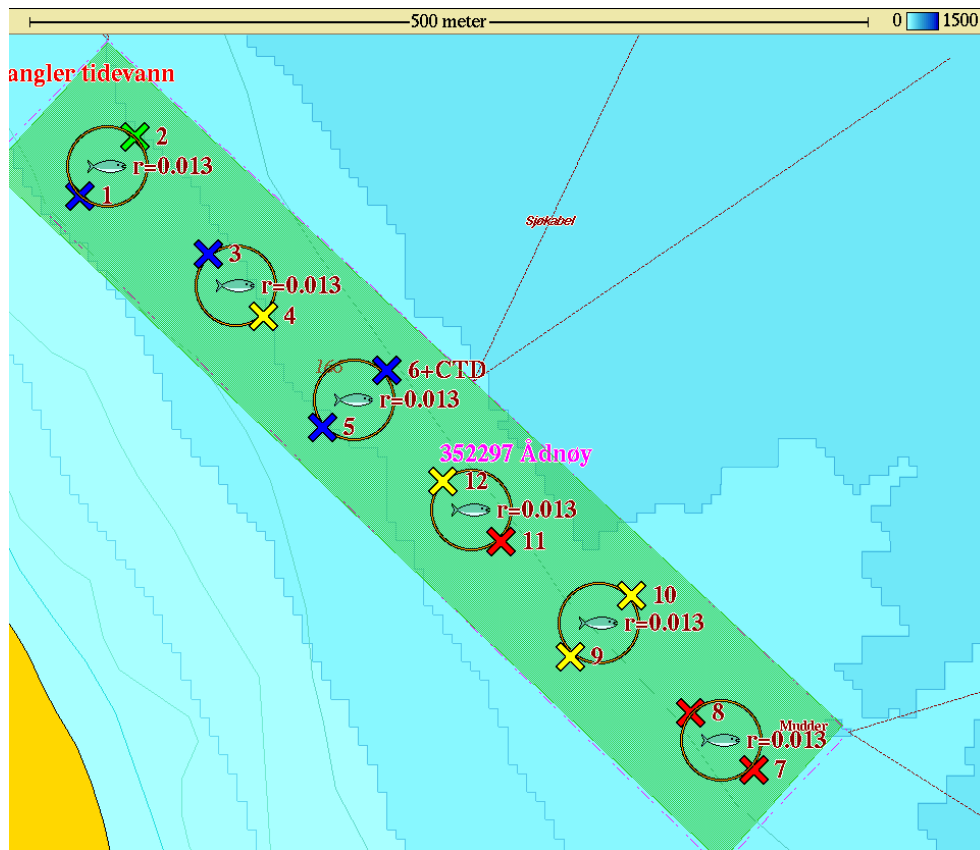 500 meter
0 1500
angler tidevann
2
r=0.013
1
3
r=0.013
4
166
6+CTD
r=0.013
5
352297 Ådnøy
12
r=0.013
11
10
r=0.013
9
8
Mudder
r=0.013
7
Sjøkabel